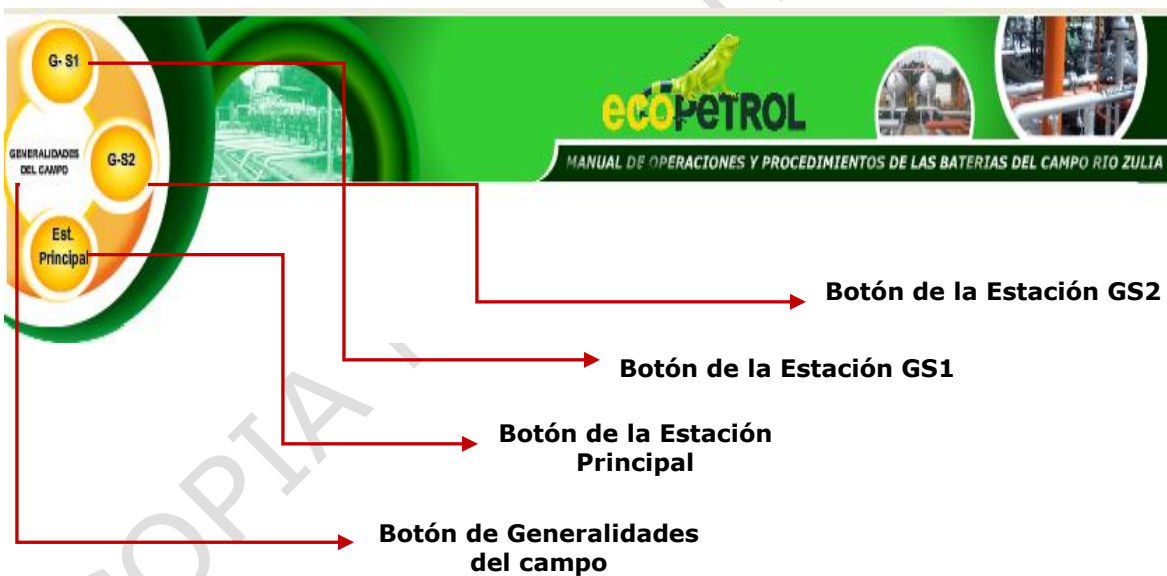 G- S1
GENERALIDADES
DEL CAMPO
G-S2
Est.
Principal
ecopetrol
MANUAL DE OPERACIONES Y PROCEDIMIENTOS DE LAS BATERIAS DEL CAMPO RIO ZULIA
Botón de la Estación GS2
Botón de la Estación GS1
Botón de la Estación
Principal
Botón de Generalidades
del campo
COPIA